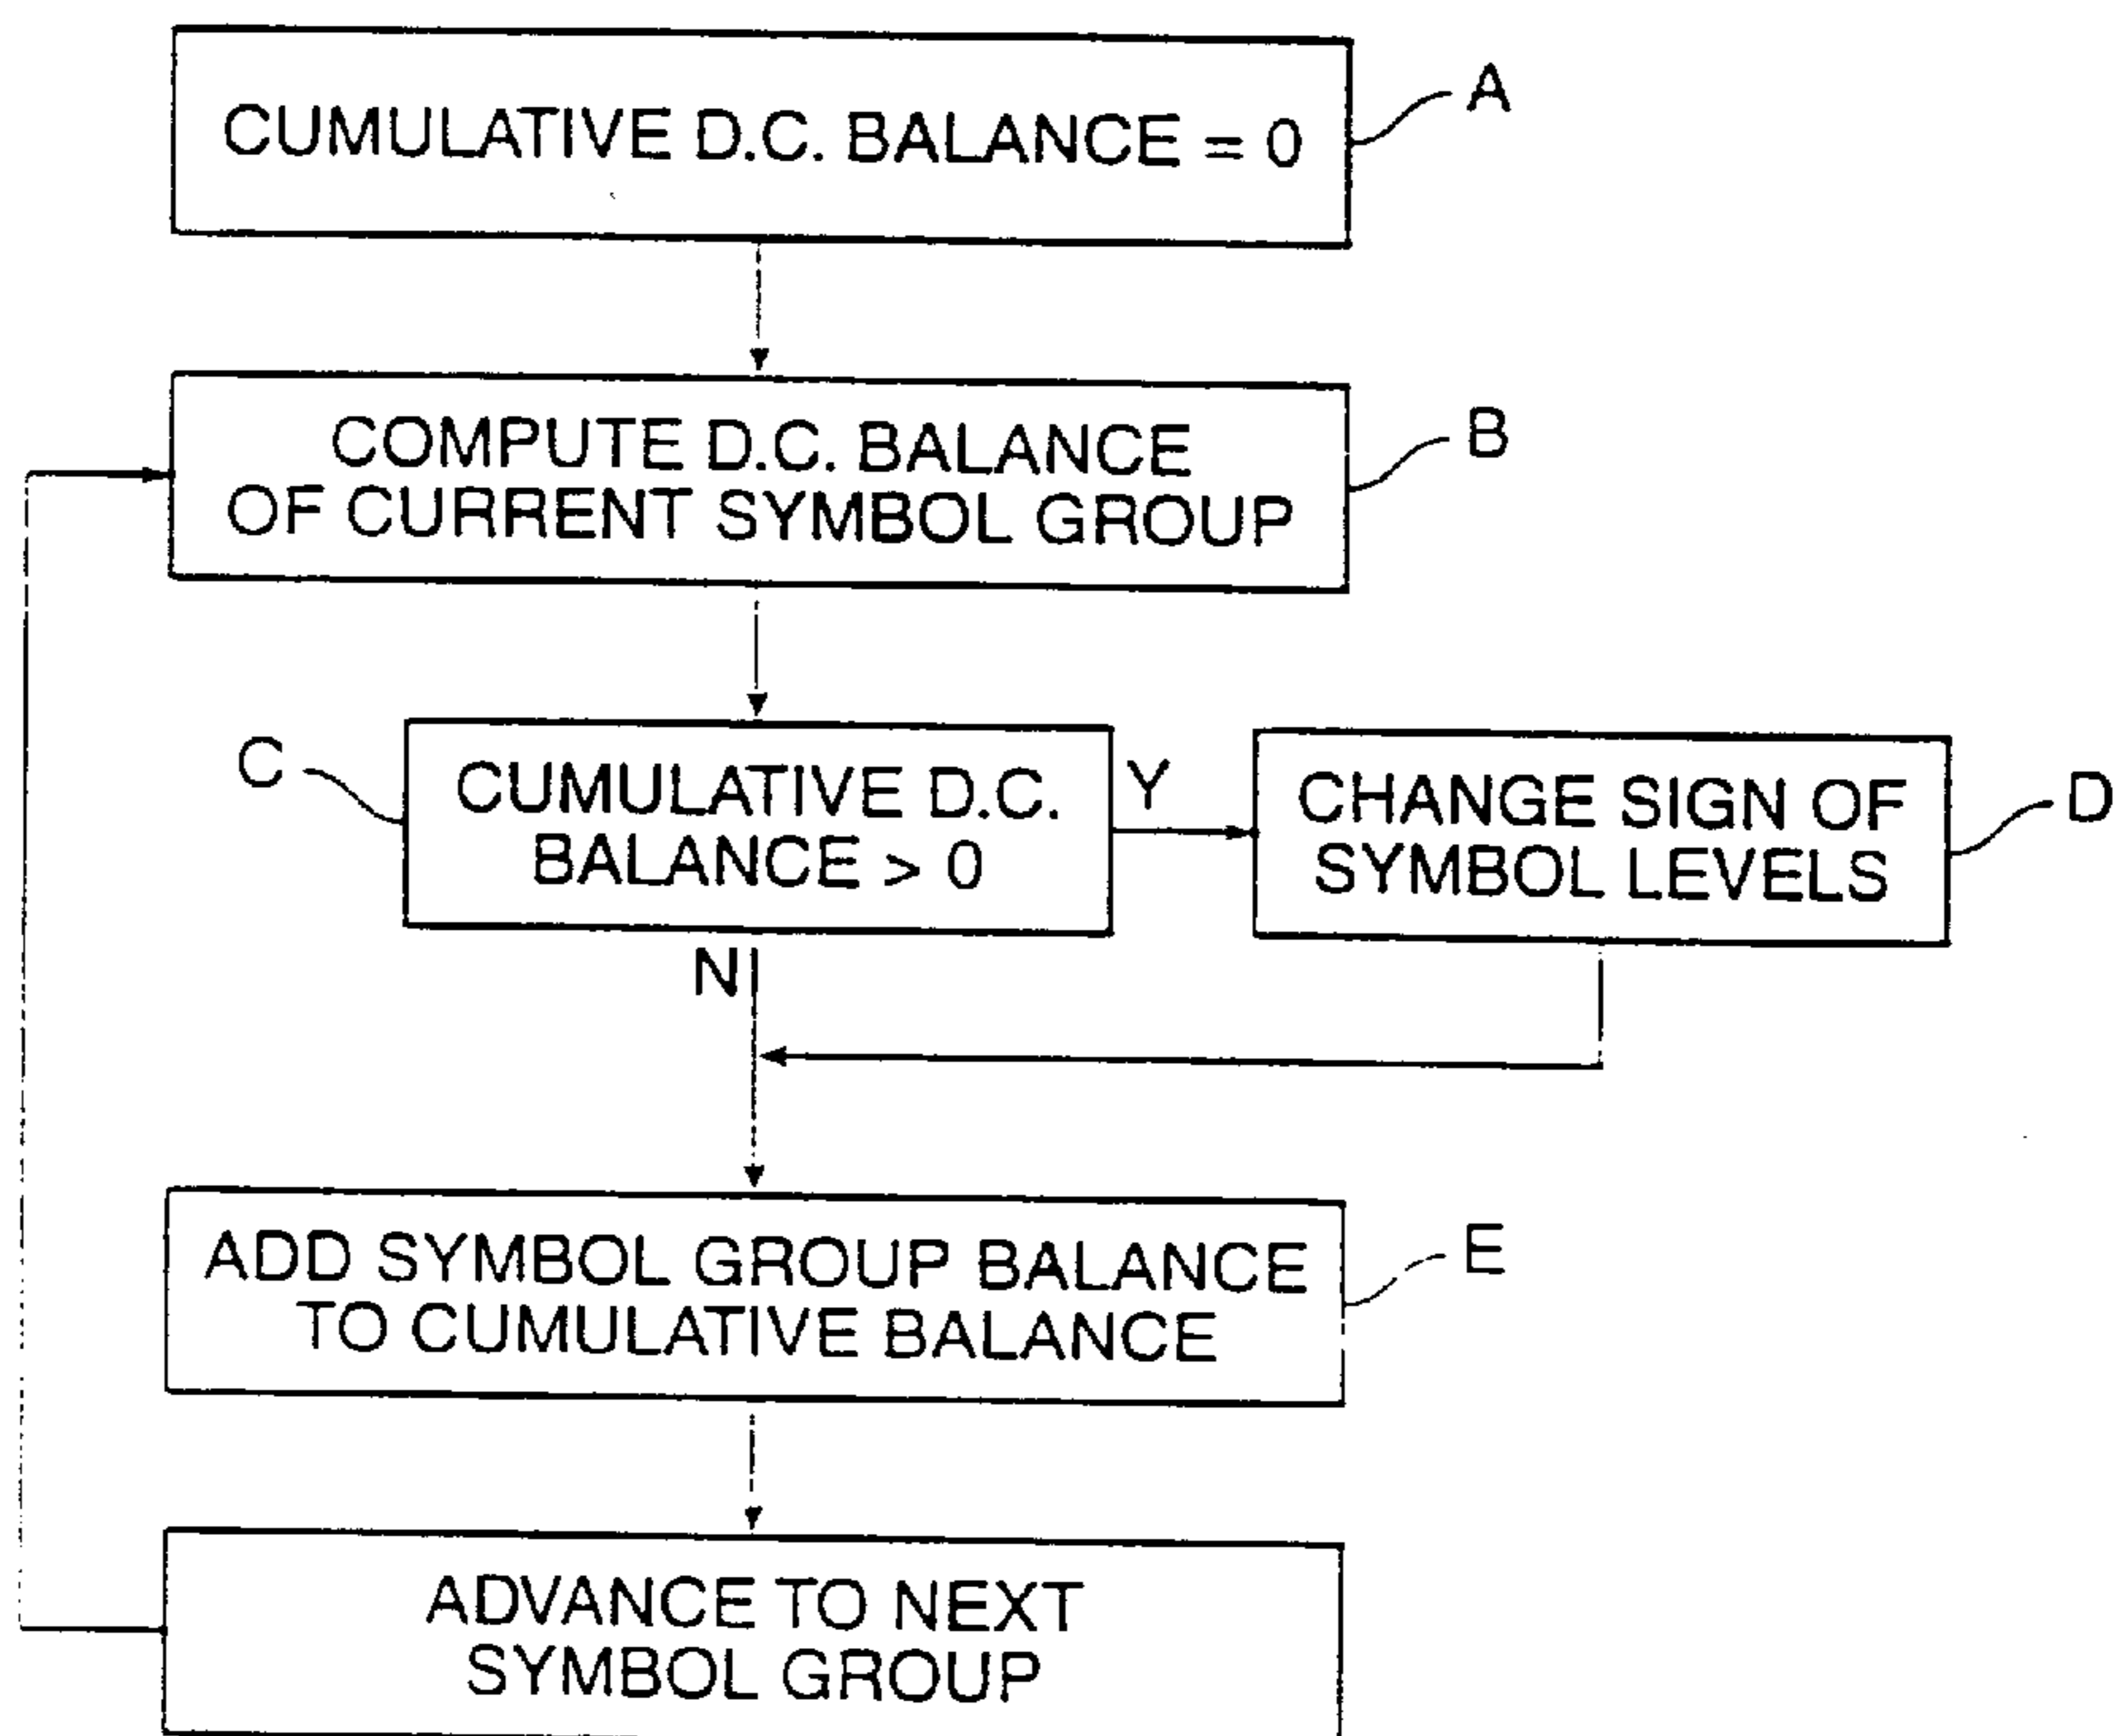 CUMULATIVE D.C. BALANCE = 0
A
COMPUTE D.C. BALANCE
OF CURRENT SYMBOL GROUP
B
C
CUMULATIVE D.C.
BALANCE > 0
Y
CHANGE SIGN OF
SYMBOL LEVELS
D
N
ADD SYMBOL GROUP BALANCE
TO CUMULATIVE BALANCE
E
ADVANCE TO NEXT
SYMBOL GROUP